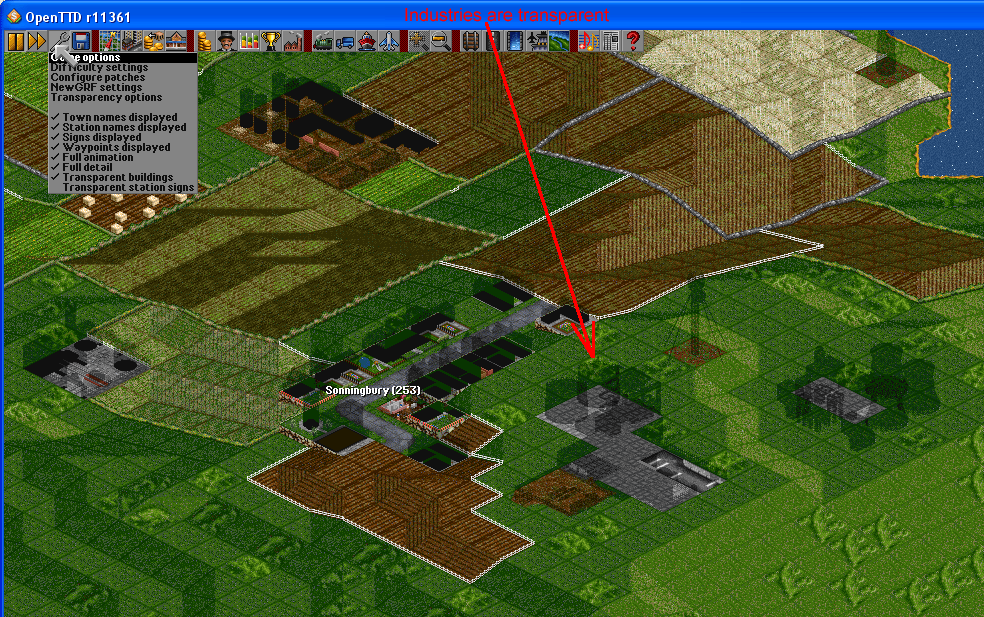 OpenTTD r11361
Industries are transparent
Game options
Difficulty settings
Configure patches
NewGRF settings
Transparency options
✓ Town names displayed
✓ Station names displayed
✓ Signs displayed
✓ Waypoints displayed
✓ Full animation
✓ Full detail
✓ Transparent buildings
Transparent station signs
Sonningbury (253)